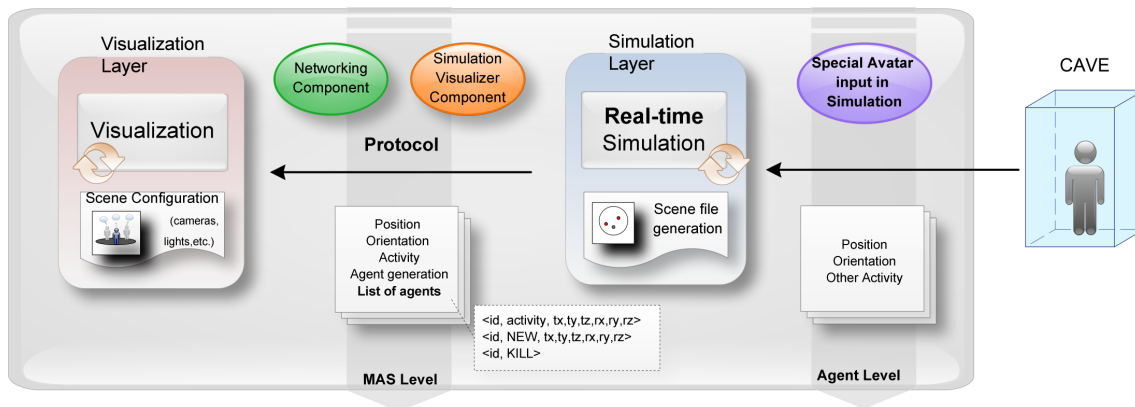 Visualization
Layer
Visualization
Scene Configuration
(cameras,
lights,etc.)
Networking
Component
Simulation
Visualizer
Component
Protocol
Position
Orientation
Activity
Agent generation
List of agents
<id, activity, tx,ty,tz,rx,ry,rz>
<id, NEW, tx,ty,tz,rx,ry,rz>
<id, KILL>
MAS Level
Simulation
Layer
Real-time
Simulation
Scene file
generation
Special Avatar
input in
Simulation
Position
Orientation
Other Activity
Agent Level
CAVE